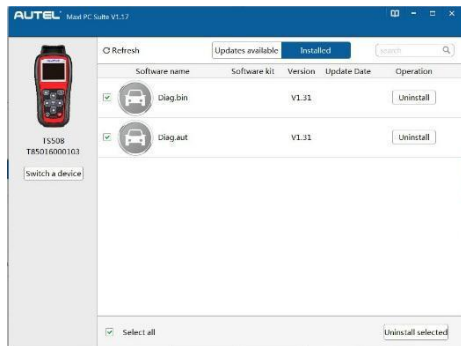 AUTEL Maxi PC Suite V1.17
Refresh
Updates available
Installed
search
Software name
Software kit
Version
Update Date
Operation
Diag.bin
V1.31
Uninstall
Diag.aut
V1.31
Uninstall
TS508
T85016000103
Switch a device
Select all
Uninstall selected